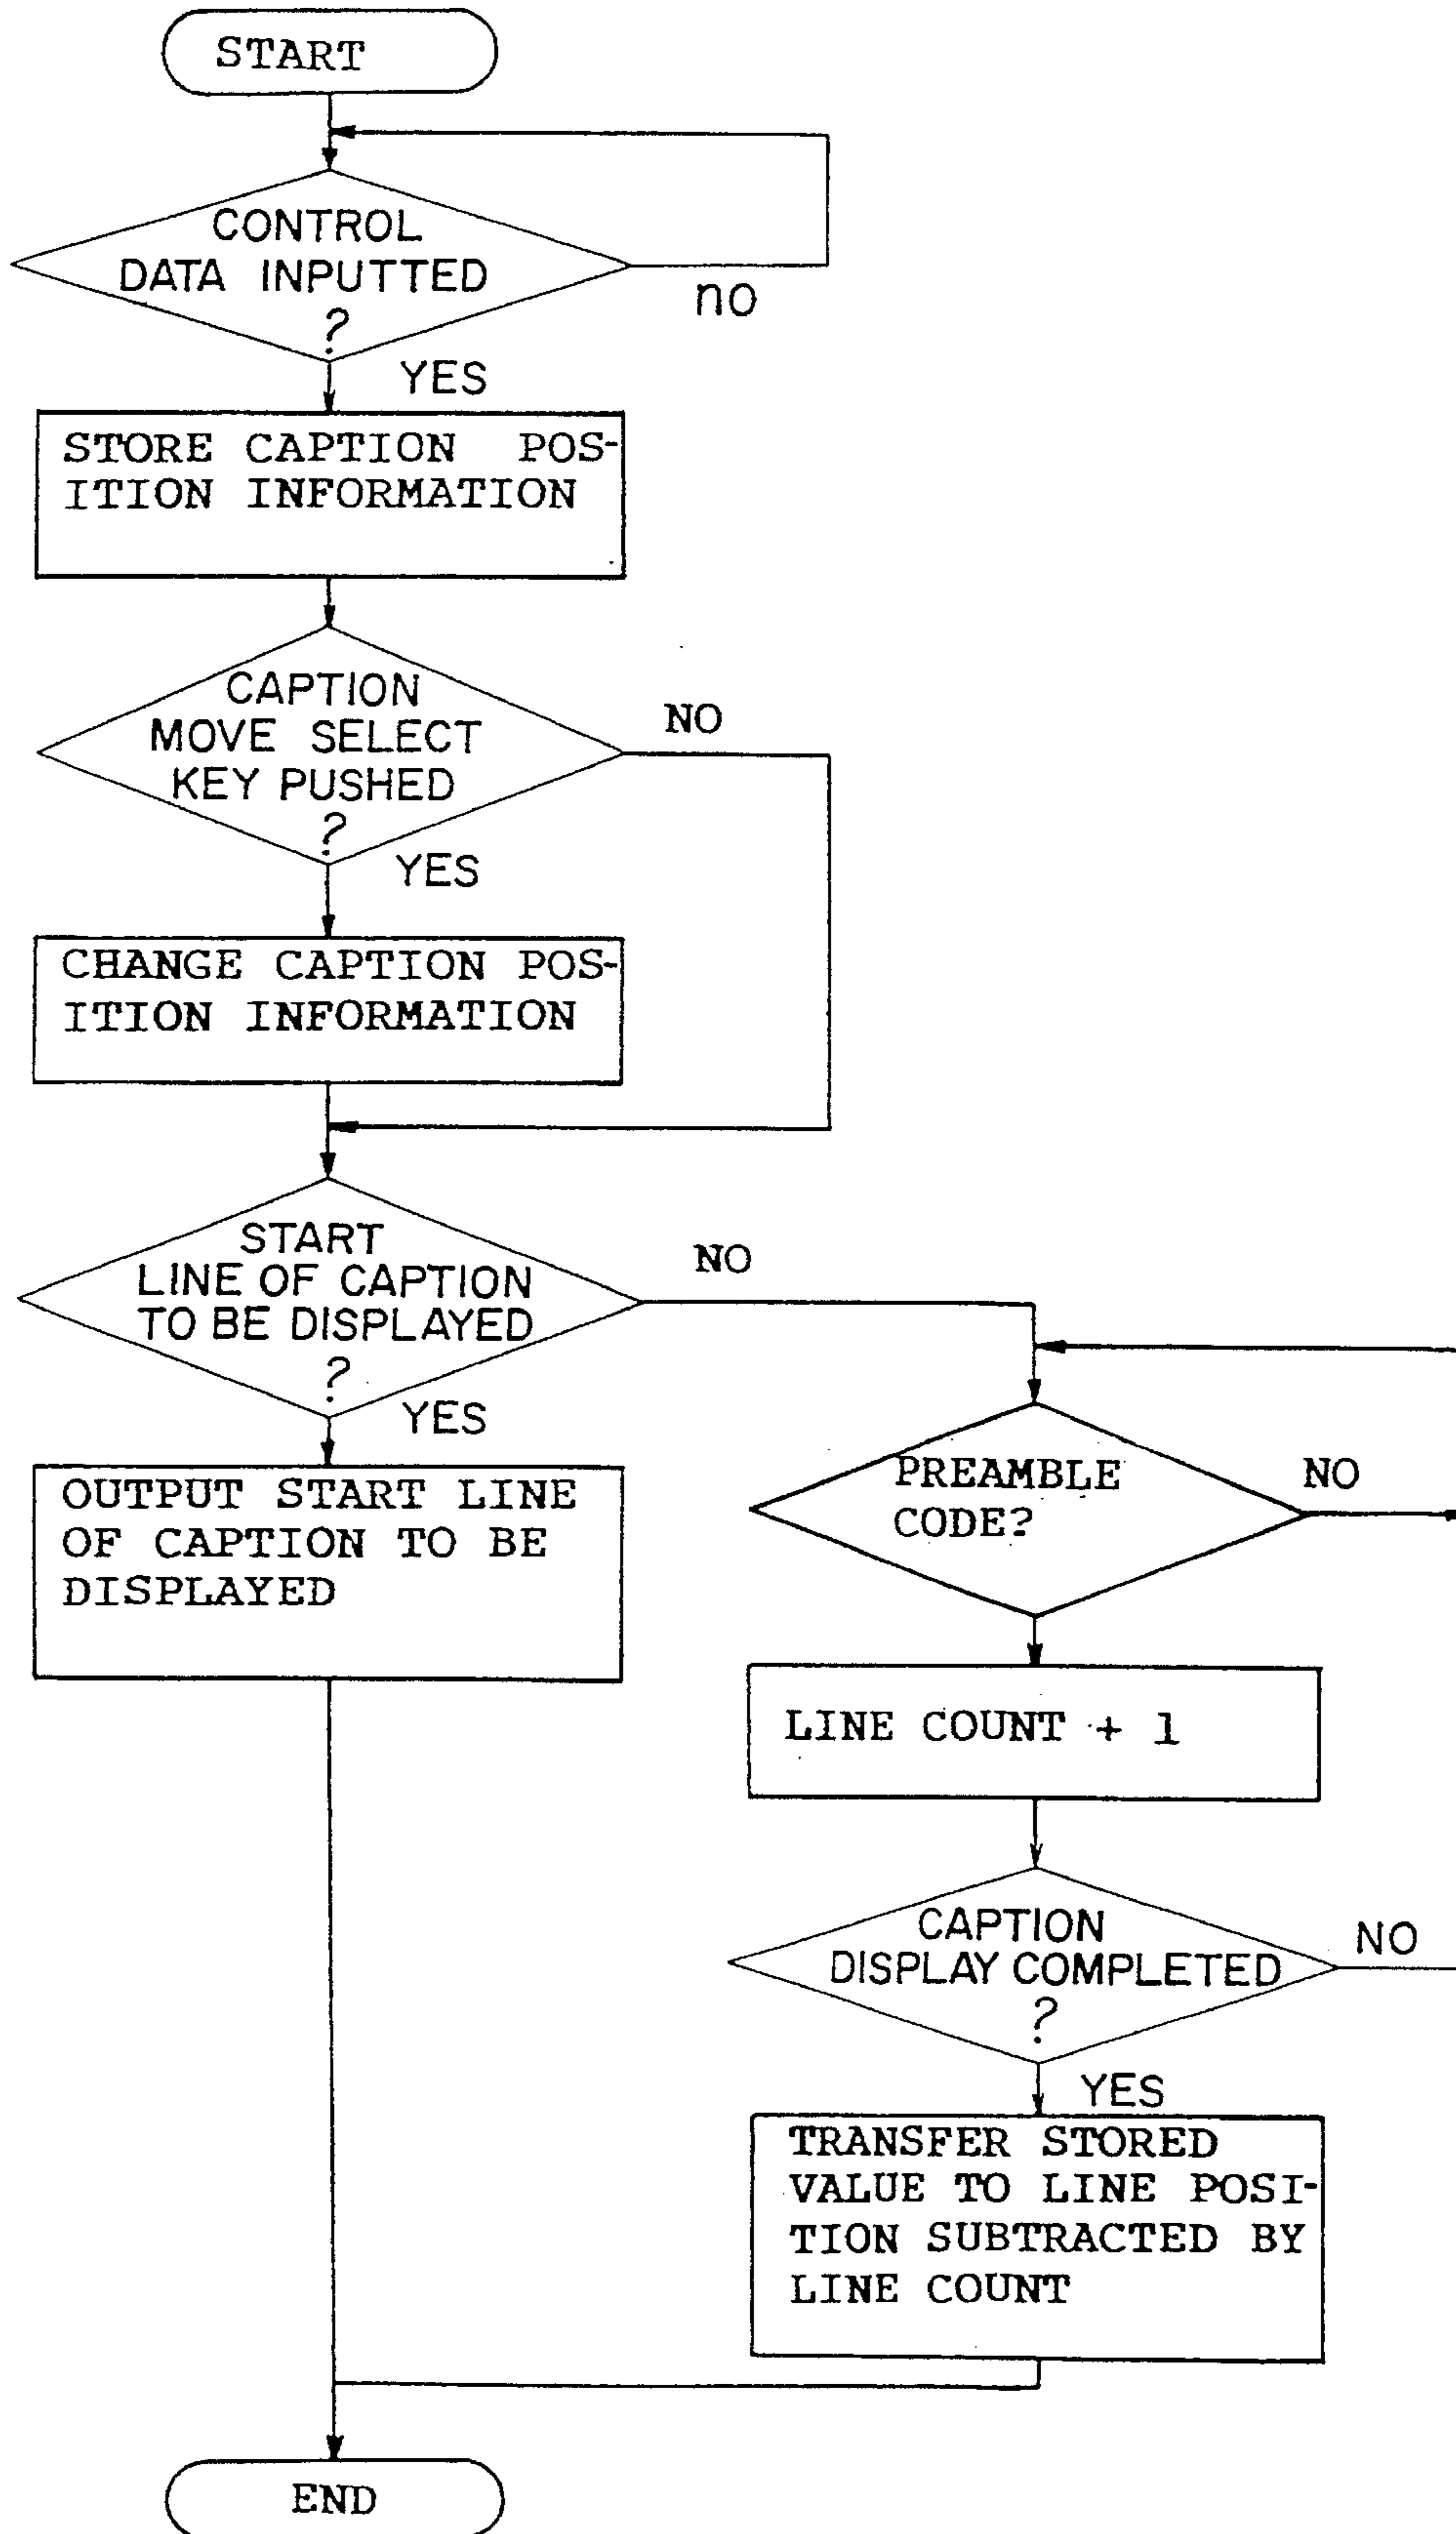 START
CONTROL
DATA INPUTTED
?
no
YES
STORE CAPTION POS-
ITION INFORMATION
CAPTION
MOVE SELECT
KEY PUSHED
?
NO
YES
CHANGE CAPTION POS-
ITION INFORMATION
START
LINE OF CAPTION
TO BE DISPLAYED
?
NO
YES
OUTPUT START LINE
OF CAPTION TO BE
DISPLAYED
PREAMBLE
CODE?
NO
LINE COUNT + 1
CAPTION
DISPLAY COMPLETED
?
NO
YES
TRANSFER STORED
VALUE TO LINE POSI-
TION SUBTRACTED BY
LINE COUNT
END